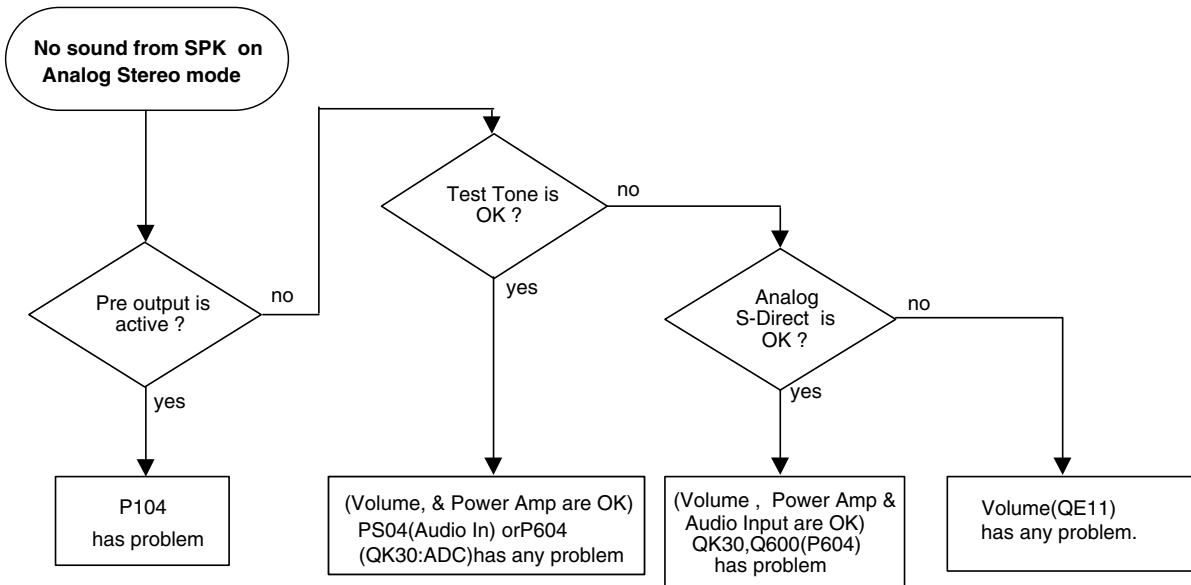 No sound from SPK on
Analog Stereo mode
Test Tone is
OK ?
no
yes
Pre output is
active ?
no
yes
Analog
S-Direct is
OK ?
no
yes
P104
has problem
(Volume, & Power Amp are OK)
PS04(Audio In) orP604
(QK30:ADC)has any problem
(Volume , Power Amp &
Audio Input are OK)
QK30,Q600(P604)
has problem
Volume(QE11)
has any problem.